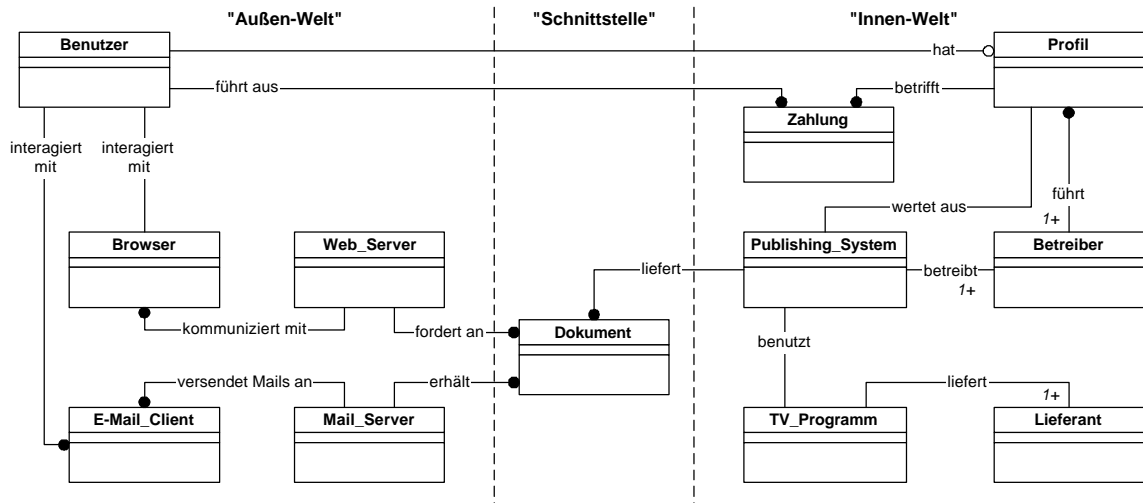 "Außen-Welt"
"Schnittstelle"
"Innen-Welt"
Benutzer
hat
Profil
führt aus
betrifft
Zahlung
interagiert
mit
interagiert
mit
wertet aus
führt
1+
Browser
Web_Server
Publishing_System
Betreiber
liefert
betreibt
1+
kommuniziert mit
fordert an
Dokument
benutzt
versendet Mails an
erhält
liefert
1+
E-Mail_Client
Mail_Server
TV_Programm
Lieferant